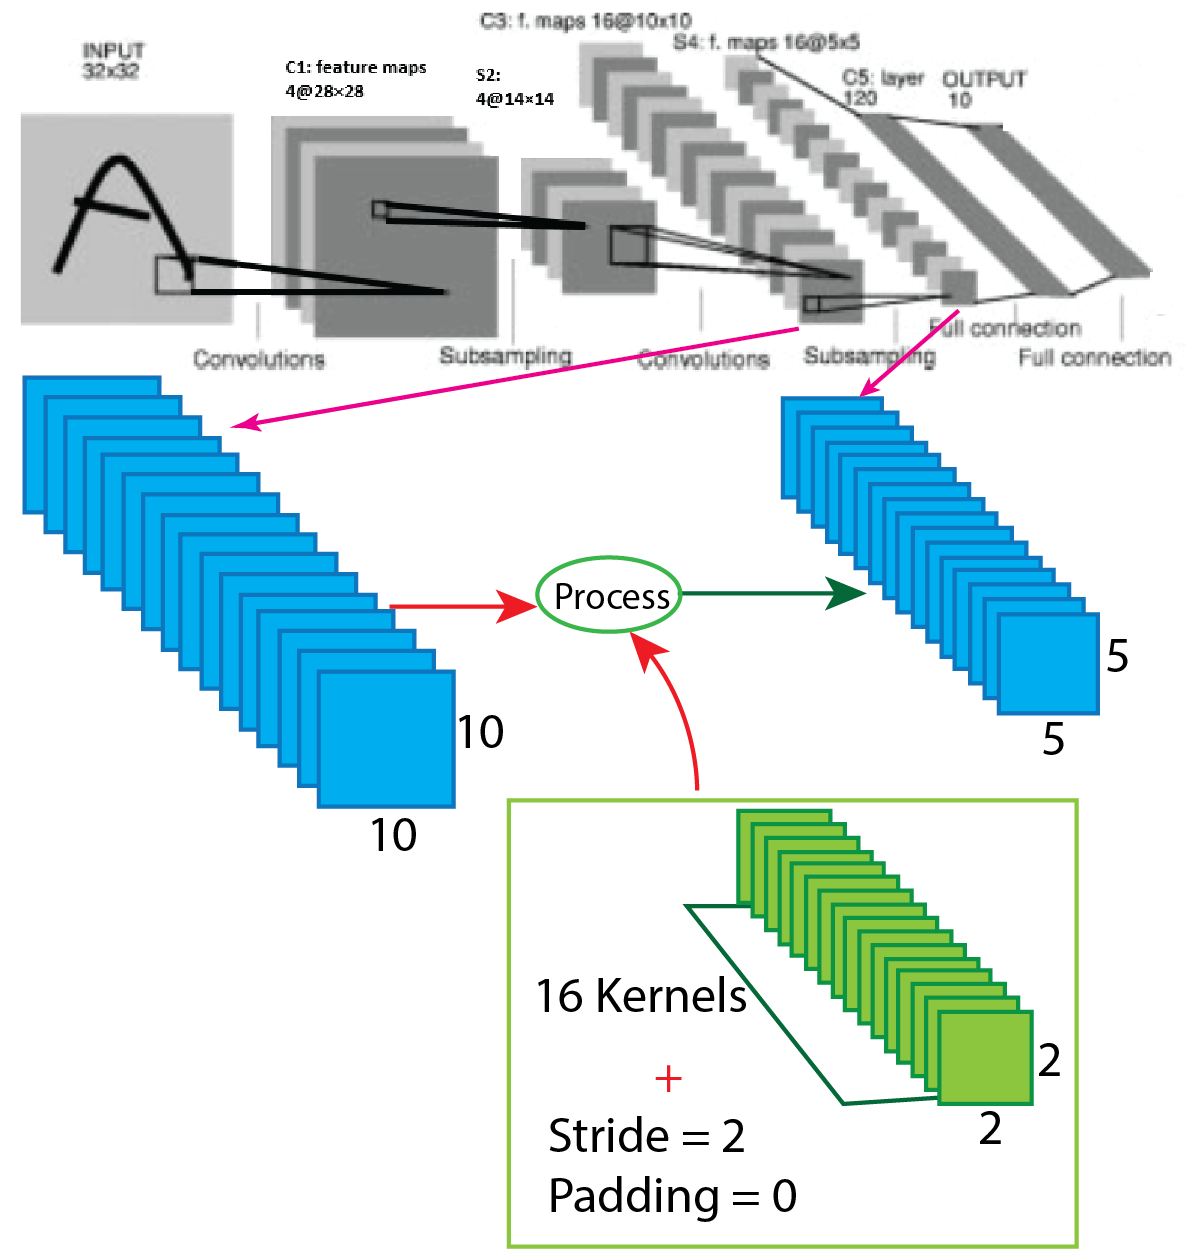 INPUT
32x32
C1: feature maps
4@28×28
S2:
4@14×14
C3: f. maps 16@10x10
S4: f. maps 16@5x5
C5: layer
120
OUTPUT
10
Convolutions
Subsampling
Convolutions
Subsampling
Full connection
Full connection
Process
10
10
5
5
16 Kernels
+
Stride = 2
Padding = 0
2
2